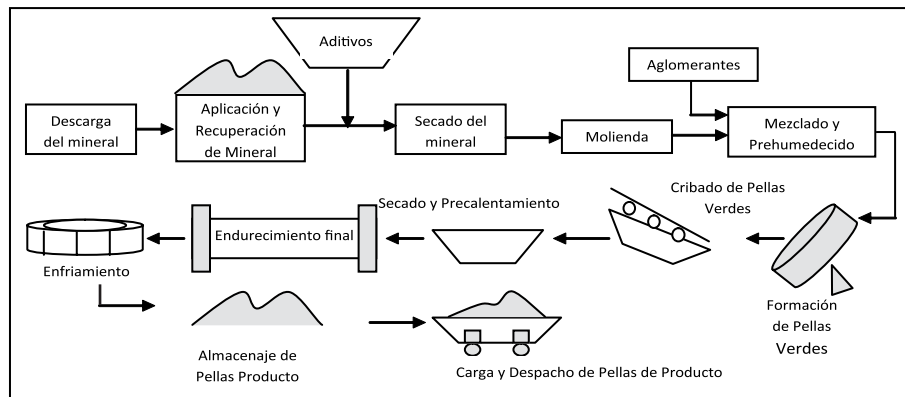 Aditivos
Aglomerantes
Descarga
del mineral
Aplicación y
Recuperación
de Mineral
Secado del
mineral
Molienda
Mezclado y
Prehumedecido
Cribado de Pellas
Verdes
Secado y Precalentamiento
Endurecimiento final
Enfriamiento
Formación
de Pellas
Verdes
Almacenaje de
Pellas Producto
Carga y Despacho de Pellas de Producto